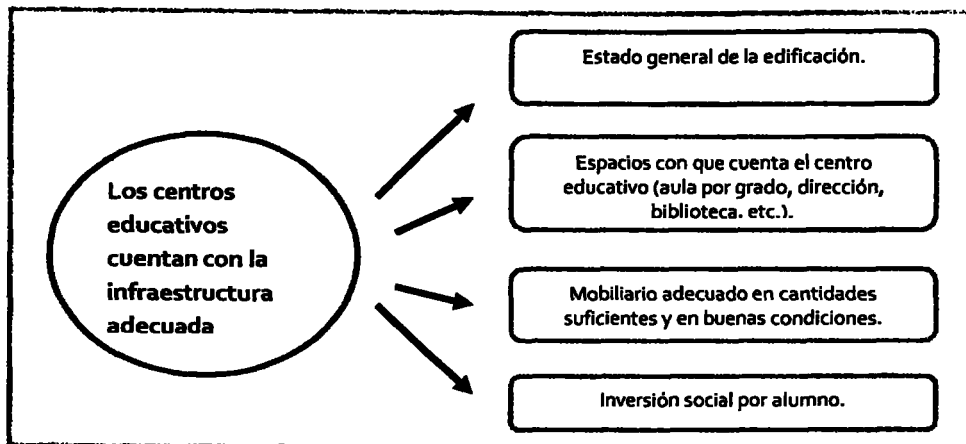 Los centros
educativos
cuentan con la
infraestructura
adecuada
Estado general de la edificación.
Espacios con que cuenta el centro
educativo (aula por grado, dirección,
biblioteca. etc.).
Mobiliario adecuado en cantidades
suficientes y en buenas condiciones.
Inversión social por alumno.